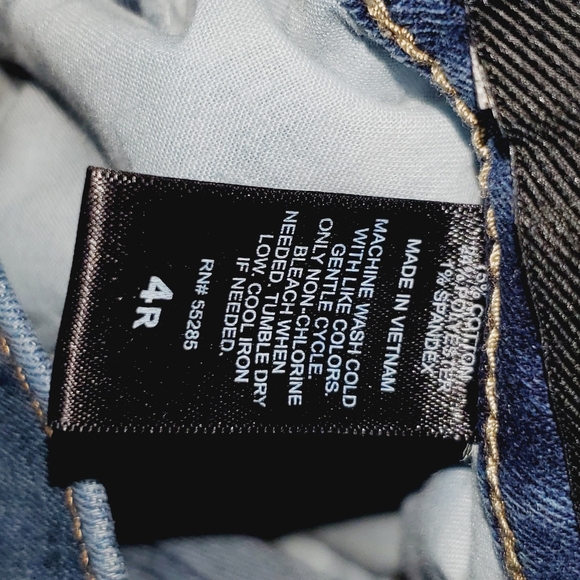 COTTON
POLYESTER
1% SPANDEX
MADE IN VIETNAM
MACHINE WASH COLD
WITH LIKE COLORS.
GENTLE CYCLE.
ONLY NON-CHLORINE
BLEACH WHEN
NEEDED. TUMBLE DRY
LOW. COOL IRON
IF NEEDED.
RN# 55285
4R